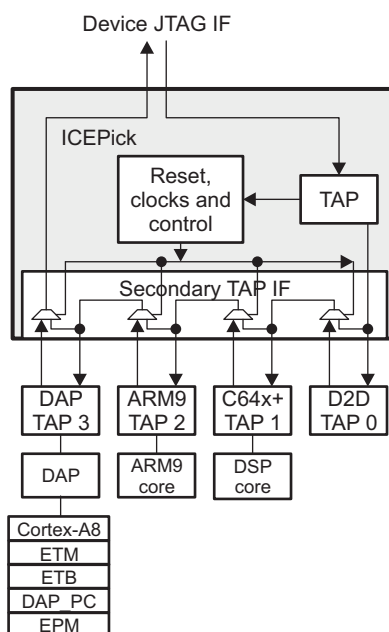 Device JTAG IF
ICEPick
Reset,
clocks and
control
TAP
Secondary TAP IF
DAP
TAP 3
ARM9
TAP 2
C64x+
TAP 1
D2D
TAP 0
DAP
ARM9
core
DSP
core
Cortex-A8
ETM
ETB
DAP_PC
EPM